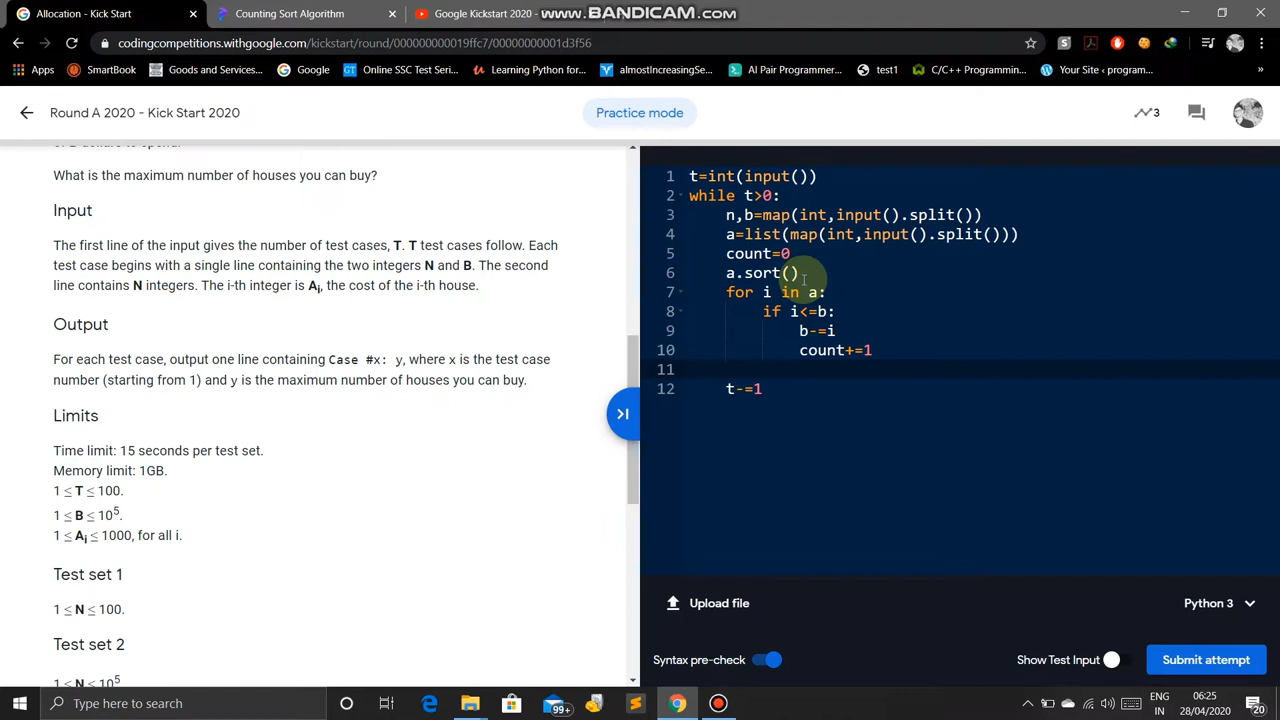 Allocation - Kick Start
Counting Sort Algorithm
Google Kickstart 2020 -
www.BANDICAM.com
codingcompetitions.withgoogle.com/kickstart/round/000000000019ffc7/00000000001d3f56
Apps
SmartBook
Goods and Services...
Google
Online SSC Test Seri...
Learning Python for...
almostIncreasingSe...
AI Pair Programmer...
test1
C/C++ Programmin...
Your Site ‹ program...
»
Round A 2020 - Kick Start 2020
Practice mode
3
What is the maximum number of houses you can buy?
Input
The first line of the input gives the number of test cases, T. T test cases follow. Each
test case begins with a single line containing the two integers N and B. The second
line contains N integers. The i-th integer is Ai, the cost of the i-th house.
Output
For each test case, output one line containing Case #x: y, where x is the test case
number (starting from 1) and y is the maximum number of houses you can buy.
Limits
Time limit: 15 seconds per test set.
Memory limit: 1GB.
1 ≤ T ≤ 100.
1 ≤ B ≤ 10^5.
1 ≤ Ai ≤ 1000, for all i.
Test set 1
1 ≤ N ≤ 100.
Test set 2
1 ≤ N ≤ 10^5
1 t=int(input())
2 while t>0:
3 n,b=map(int,input().split())
4 a=list(map(int,input().split()))
5 count=0
6 a.sort()
7 for i in a:
8 if i<=b:
9 b-=i
10 count+=1
11
12 t-=1
Upload file
Python 3
Syntax pre-check
Show Test Input
Submit attempt
Type here to search
99+
ENG
IN
06:25
28/04/2020
20